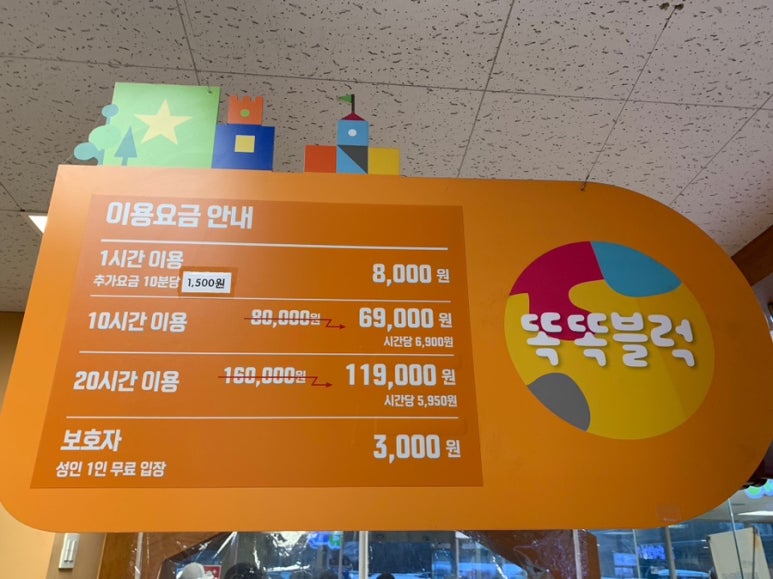 이용요금 안내
1시간 이용
8,000 원
추가요금 10분당 1,500원
10시간 이용 80,000원 69,000 원
시간당 6,900원
20시간 이용 160,000원 119,000 원
시간당 5,950원
보호자
3,000 원
성인 1인 무료 입장
똑똑블럭